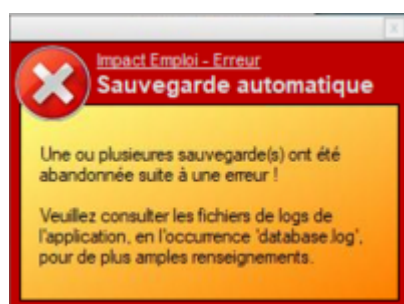 Impact Emploi - Erreur
Sauvegarde automatique
Une ou plusieures sauvegarde(s) ont été
abandonnée suite à une erreur !
Veuillez consulter les fichiers de logs de
l'application, en l'occurrence 'database.log',
pour de plus amples renseignements.